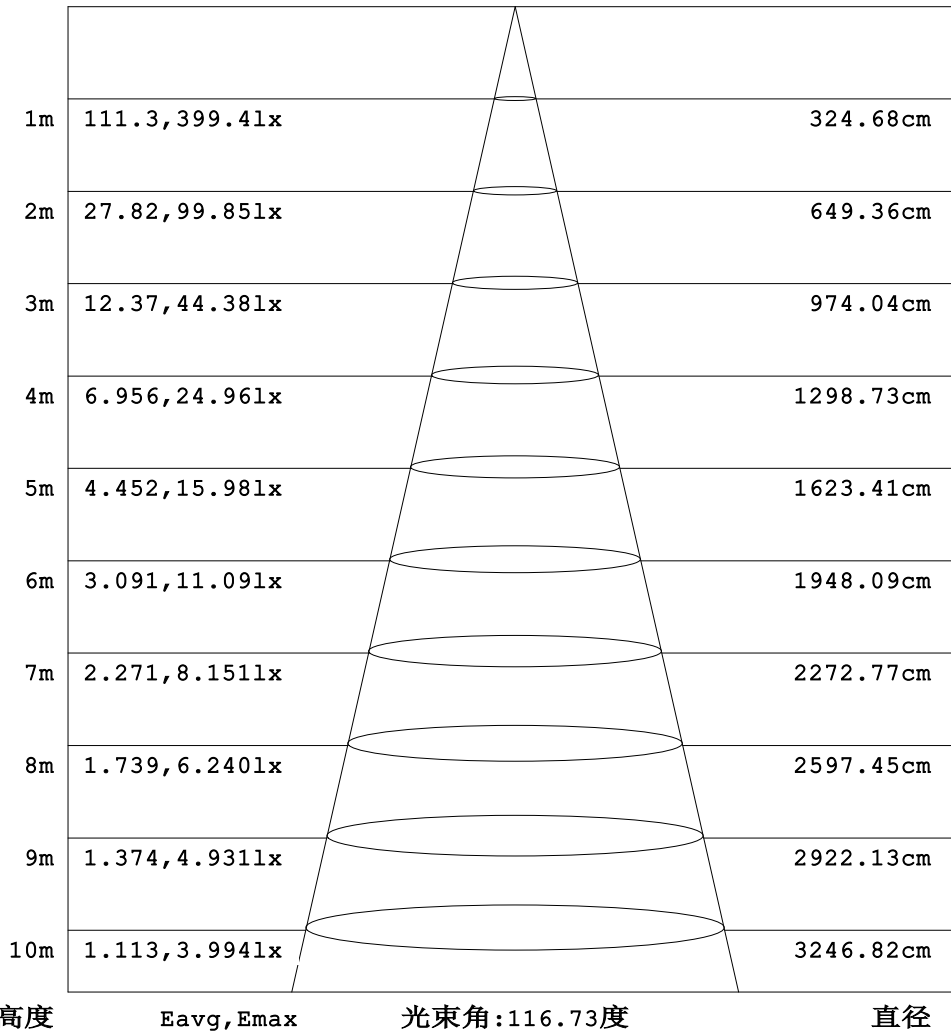 1m 111.3,399.4lx 324.68cm
2m 27.82,99.85lx 649.36cm
3m 12.37,44.38lx 974.04cm
4m 6.956,24.96lx 1298.73cm
5m 4.452,15.98lx 1623.41cm
6m 3.091,11.09lx 1948.09cm
7m 2.271,8.151lx 2272.77cm
8m 1.739,6.240lx 2597.45cm
9m 1.374,4.931lx 2922.13cm
10m 1.113,3.994lx 3246.82cm
高度 Eavg,Emax 光束角:116.73度 直径